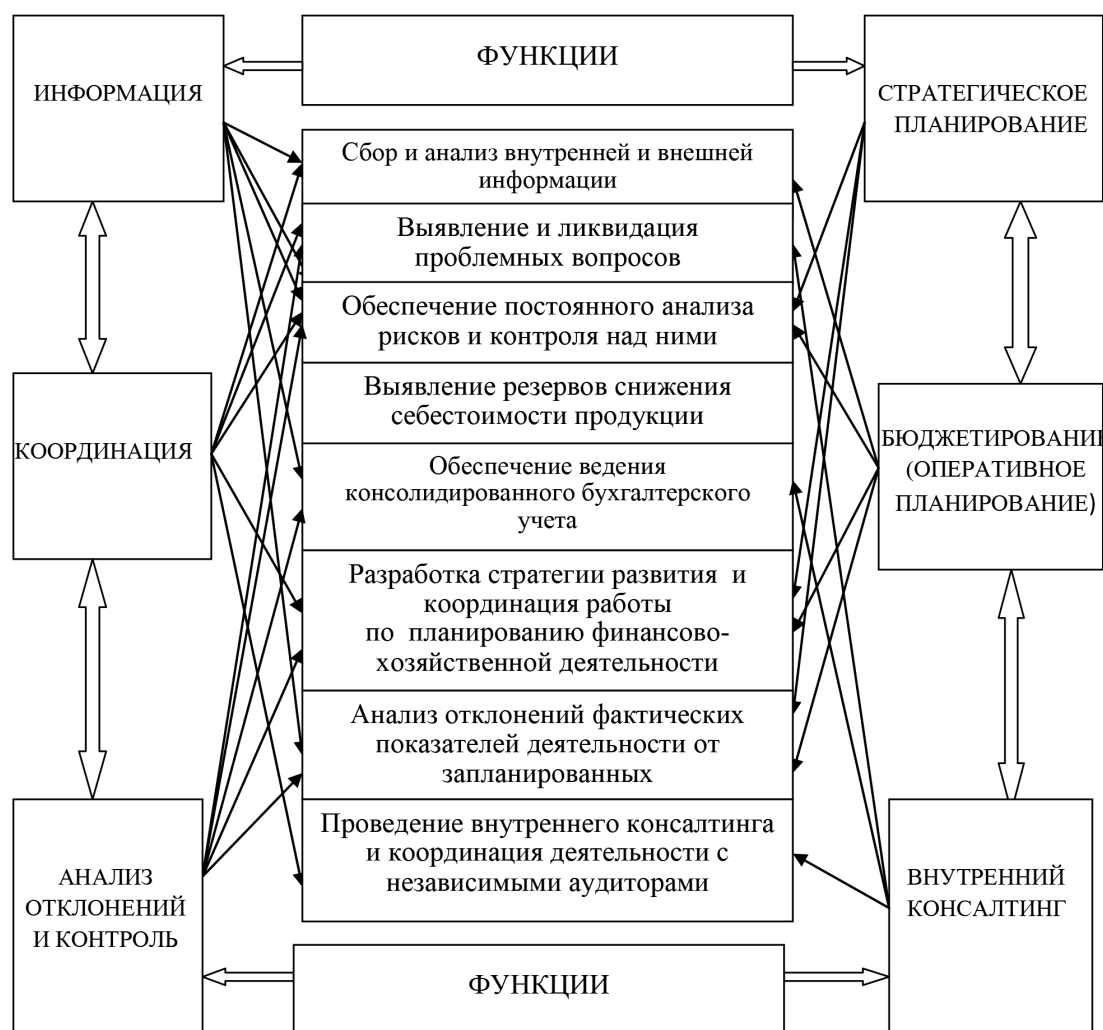 ФУНКЦИИ
ИНФОРМАЦИЯ
СТРАТЕГИЧЕСКОЕ
ПЛАНИРОВАНИЕ
Сбор и анализ внутренней и внешней
информации
Выявление и ликвидация
проблемных вопросов
Обеспечение постоянного анализа
рисков и контроля над ними
Выявление резервов снижения
себестоимости продукции
КООРДИНАЦИЯ
БЮДЖЕТИРОВАНИЕ
(ОПЕРАТИВНОЕ
ПЛАНИРОВАНИЕ)
Обеспечение ведения
консолидированного бухгалтерского
учета
Разработка стратегии развития и
координация работы
по планированию финансово-
хозяйственной деятельности
Анализ отклонений фактических
показателей деятельности от
запланированных
Проведение внутреннего консалтинга
и координация деятельности с
независимыми аудиторами
АНАЛИЗ
ОТКЛОНЕНИЙ
И КОНТРОЛЬ
ВНУТРЕННИЙ
КОНСАЛТИНГ
ФУНКЦИИ